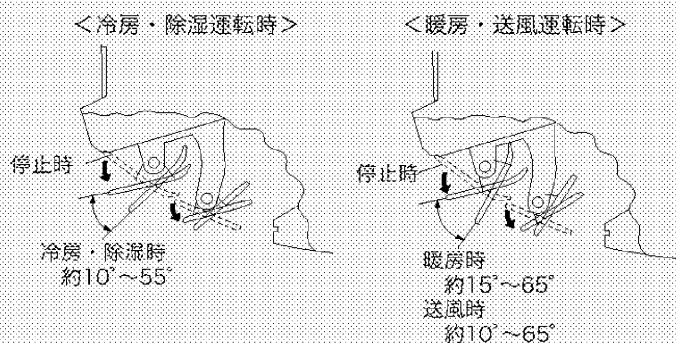 ＜冷房・除湿運転時＞
停止時
冷房・除湿時
約10°～55°
＜暖房・送風運転時＞
停止時
暖房時
約15°～65°
送風時
約10°～65°